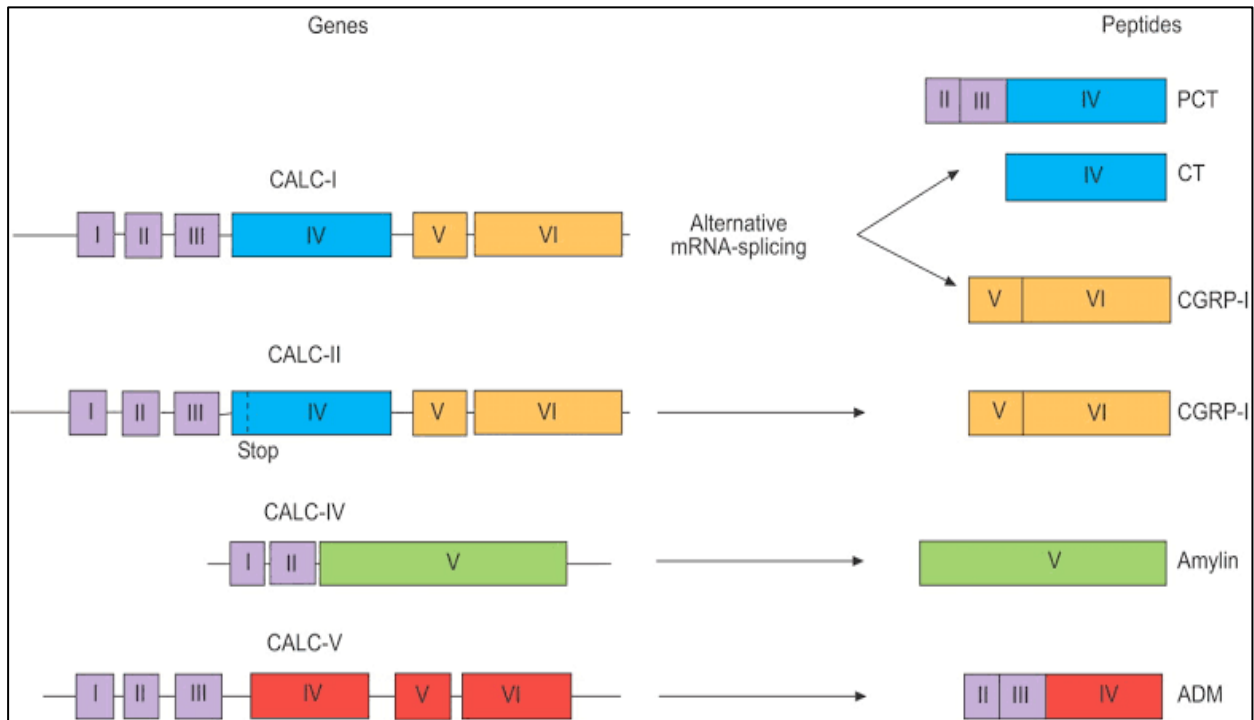 Genes
Peptides
II III IV PCT
IV CT
CALC-I
I II III IV V VI
Alternative
mRNA-splicing
V VI CGRP-I
CALC-II
I II III IV V VI
Stop
V VI CGRP-I
CALC-IV
I II V
V Amylin
CALC-V
I II III IV V VI
II III IV ADM